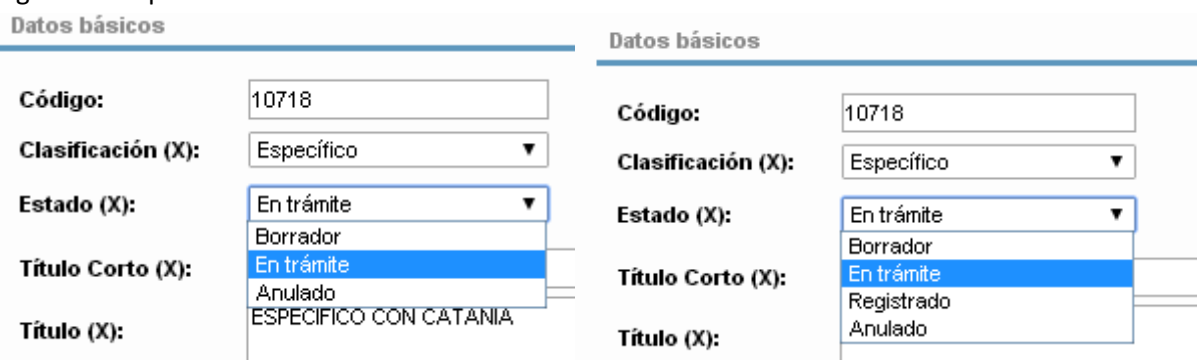 Datos básicos
Código:
10718
Clasificación (X):
Específico
Estado (X):
En trámite
Borrador
En trámite
Anulado
Título Corto (X):
Título (X):
ESPECIFICO CON CATANIA
Datos básicos
Código:
10718
Clasificación (X):
Específico
Estado (X):
En trámite
Borrador
En trámite
Registrado
Anulado
Título Corto (X):
Título (X):